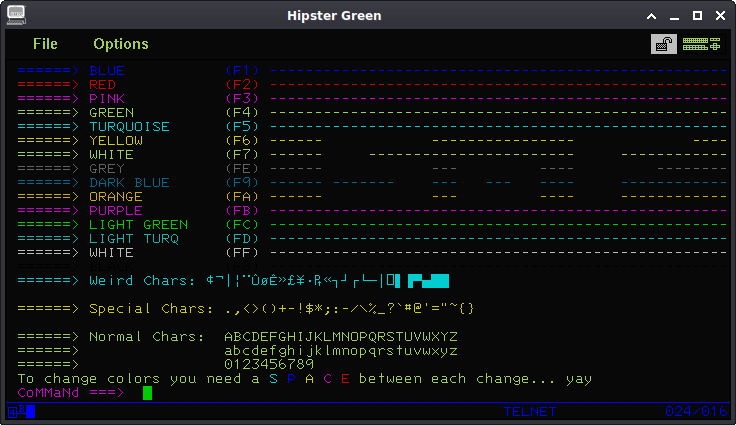 Hipster Green
File Options
======> BLUE (F1) -----------------------------------------------------
======> RED (F2) -----------------------------------------------------
======> PINK (F3) -----------------------------------------------------
======> GREEN (F4) -----------------------------------------------------
======> TURQUOISE (F5) -----------------------------------------------------
======> YELLOW (F6) ------ ----------------- ----
======> WHITE (F7) ------ -------------------------- ------------
======> GREY (F8) ------ --- --- ---
======> DARK BLUE (F9) ------ ------- --- --- --- ---
======> ORANGE (FA) ------ --- --- ---
======> PURPLE (FB) -----------------------------------------------------
======> LIGHT GREEN (FC) -----------------------------------------------------
======> LIGHT TURQ (FD) -----------------------------------------------------
======> WHITE (FF) -----------------------------------------------------
======> Weird Chars:
======> Special Chars: .,<>()+-!$*;:-/\%_?`#@'="~{}
======> Normal Chars: ABCDEFGHIJKLMNOPQRSTUVWXYZ
======> abcdefghijklmnopqrstuvwxyz
======> 0123456789
To change colors you need a S P A C E between each change... yay
CoMMaNd ===>
TELNET 024/016